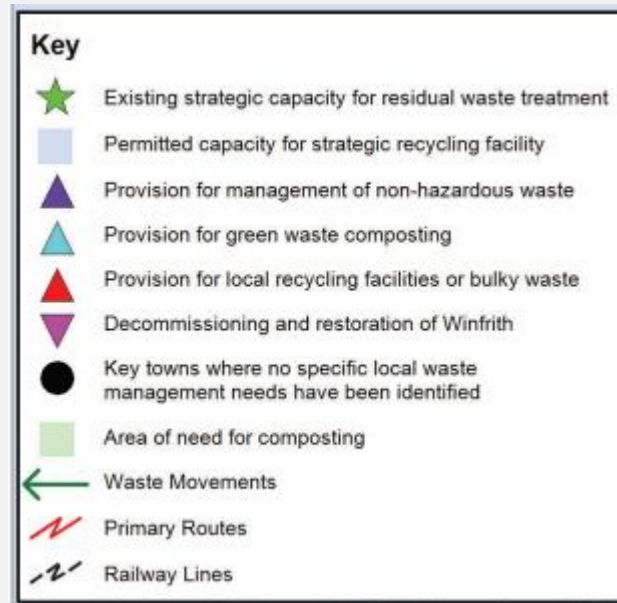 Key
Existing strategic capacity for residual waste treatment
Permitted capacity for strategic recycling facility
Provision for management of non-hazardous waste
Provision for green waste composting
Provision for local recycling facilities or bulky waste
Decommissioning and restoration of Winfrith
Key towns where no specific local waste
management needs have been identified
Area of need for composting
Waste Movements
Primary Routes
Railway Lines